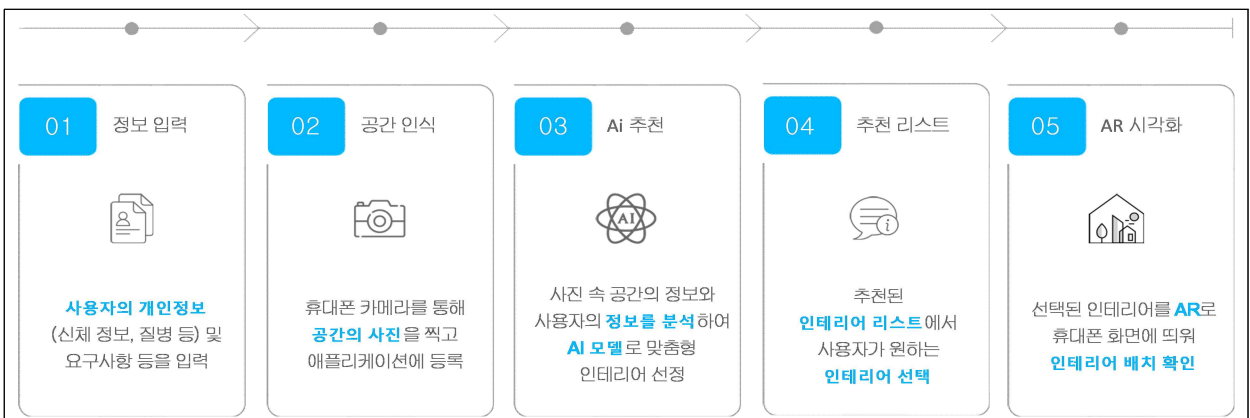 01 정보 입력
사용자의 개인정보
(신체 정보, 질병 등) 및
요구사항 등을 입력
02 공간 인식
휴대폰 카메라를 통해
공간의 사진을 찍고
애플리케이션에 등록
03 Ai 추천
AI
사진 속 공간의 정보와
사용자의 정보를 분석하여
AI 모델로 맞춤형
인테리어 선정
04 추천 리스트
i
추천된
인테리어 리스트에서
사용자가 원하는
인테리어 선택
05 AR 시각화
선택된 인테리어를 AR로
휴대폰 화면에 띄워
인테리어 배치 확인